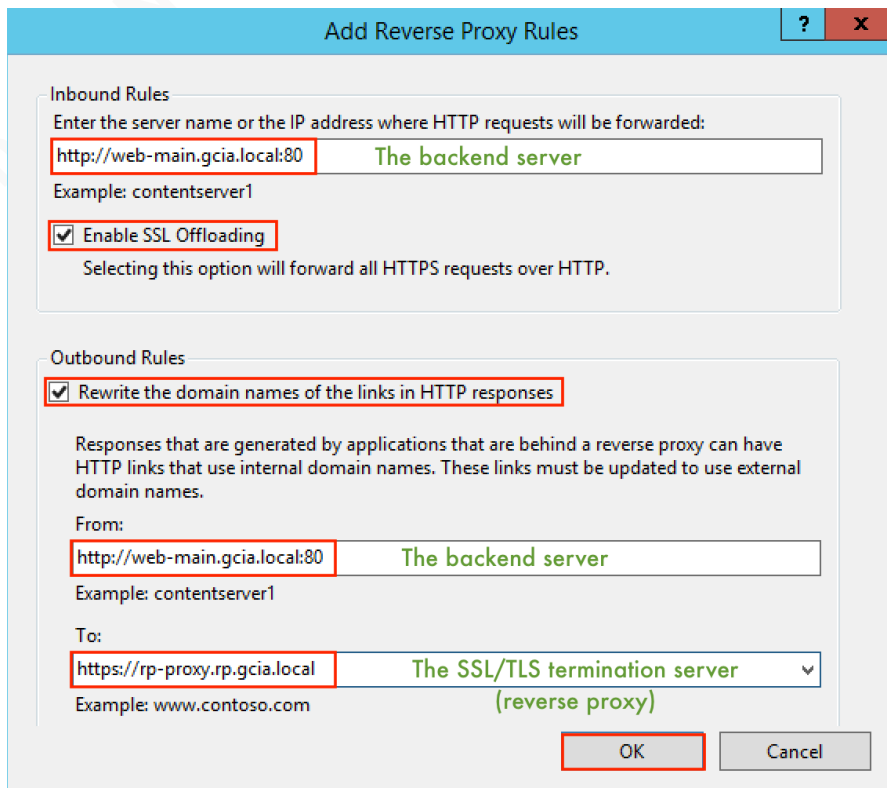 Add Reverse Proxy Rules
? x
Inbound Rules
Enter the server name or the IP address where HTTP requests will be forwarded:
http://web-main.gcia.local:80 The backend server
Example: contentserver1
Enable SSL Offloading
Selecting this option will forward all HTTPS requests over HTTP.
Outbound Rules
Rewrite the domain names of the links in HTTP responses
Responses that are generated by applications that are behind a reverse proxy can have
HTTP links that use internal domain names. These links must be updated to use external
domain names.
From:
http://web-main.gcia.local:80 The backend server
Example: contentserver1
To:
https://rp-proxy.rp.gcia.local The SSL/TLS termination server
Example: www.contoso.com (reverse proxy)
OK Cancel